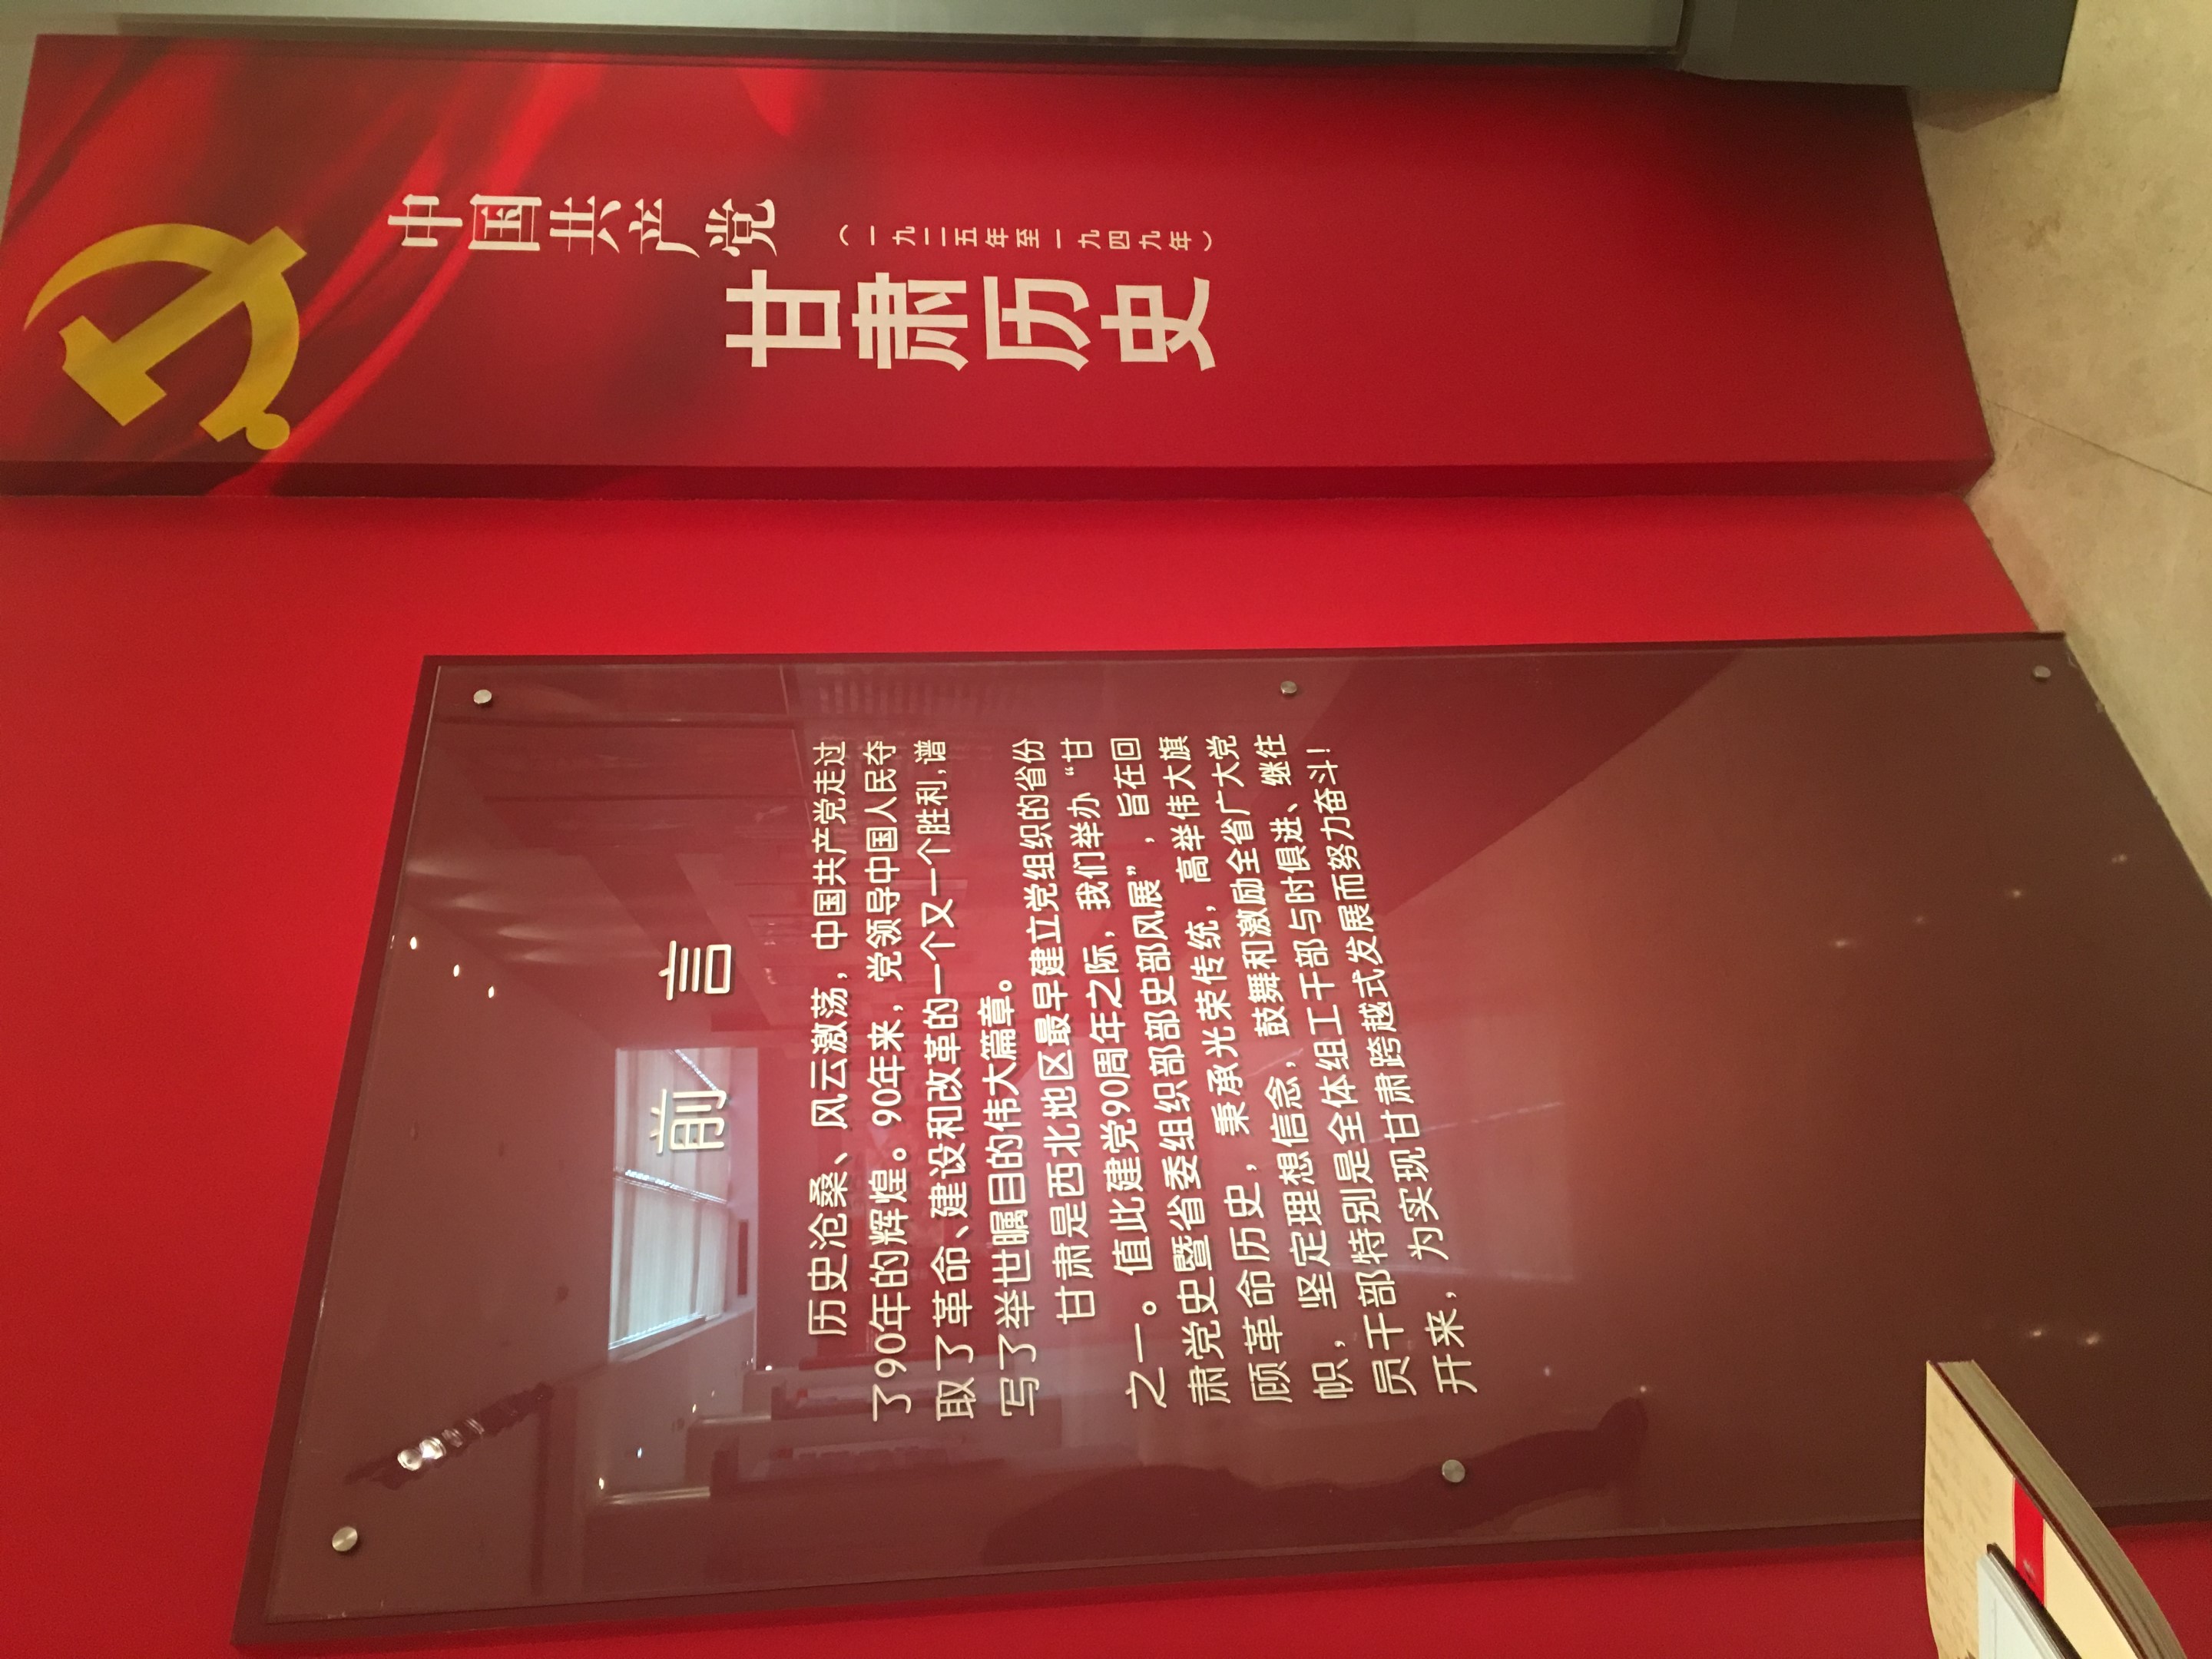 前言
历史沧桑、风云激荡，中国共产党走过
了90年的辉煌。90年来，党领导中国人民夺
取了革命、建设和改革的一个又一个胜利，谱
写了举世瞩目的伟大篇章。
甘肃是西北地区最早建立党组织的省份
之一。值此建党90周年之际，我们举办“甘
肃党史暨省委组织部部史部风展”，旨在回
顾革命历史，秉承光荣传统，高举伟大旗
帜，坚定理想信念，鼓舞和激励全省广大党
员干部特别是全体组工干部与时俱进、继往
开来，为实现甘肃跨越式发展而努力奋斗！
中国共产党
甘肃历史
（一九二五年至一九四九年）